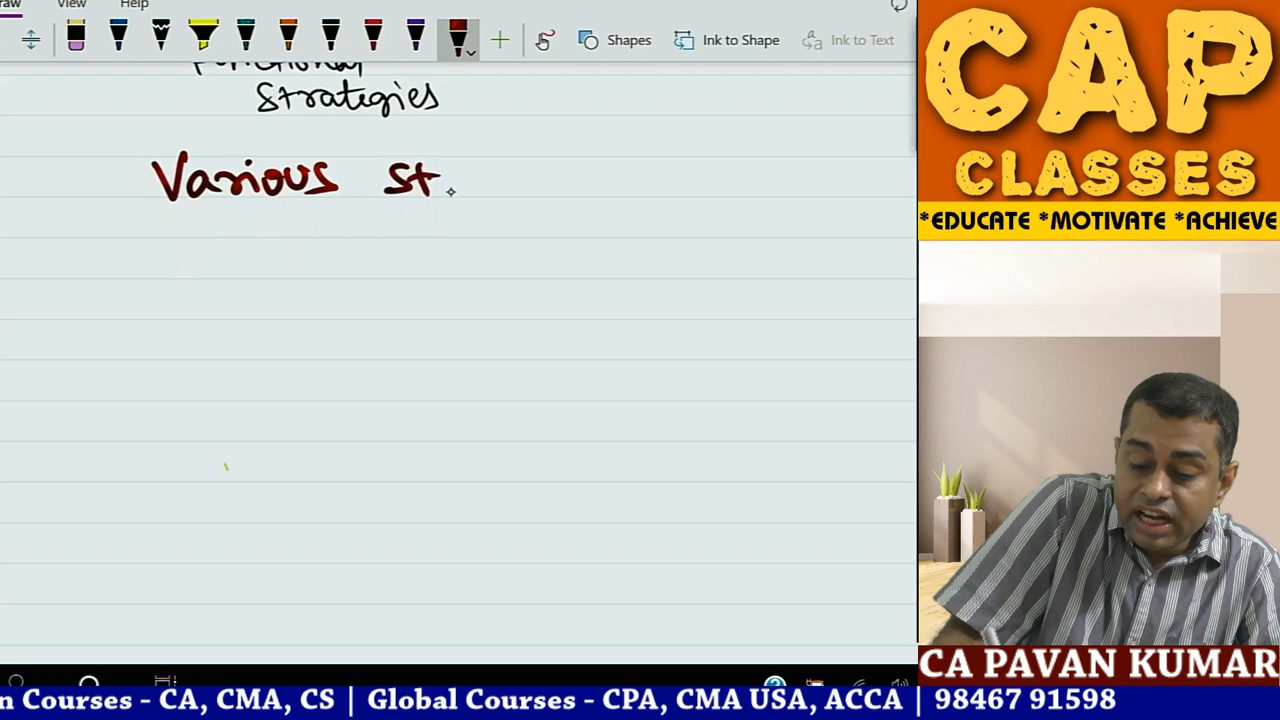 View Help
Shapes Ink to Shape Ink to Text
Functional
Strategies
Various St
CAP
CLASSES
*EDUCATE *MOTIVATE *ACHIEVE
CA PAVAN KUMAR
n Courses - CA, CMA, CS | Global Courses - CPA, CMA USA, ACCA | 98467 91598